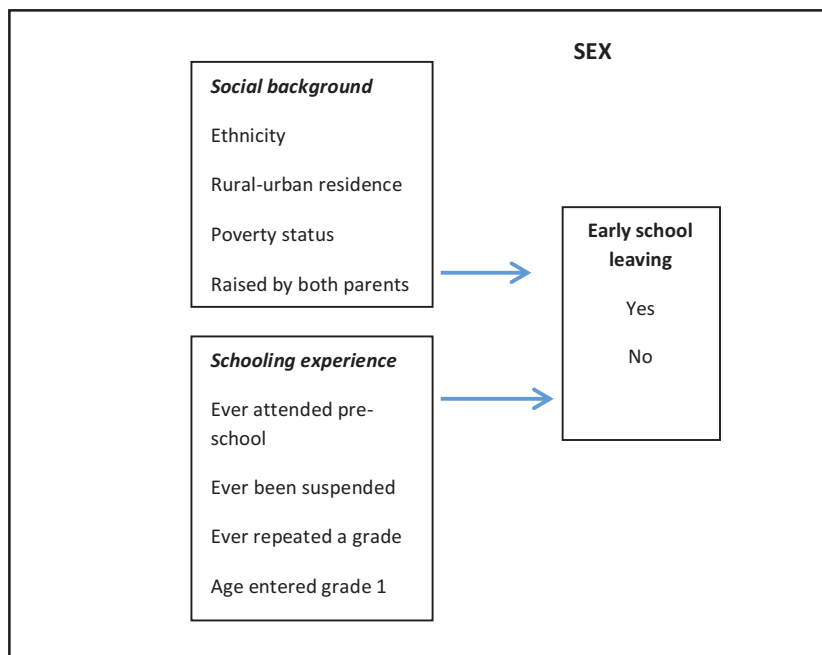 SEX
Social background
Ethnicity
Rural-urban residence
Poverty status
Raised by both parents
Schooling experience
Ever attended pre-
school
Ever been suspended
Ever repeated a grade
Age entered grade 1
Early school
leaving
Yes
No